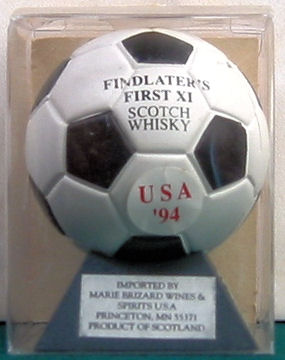 FINDLATER'S
FIRST XI
SCOTCH
WHISKY
USA
'94
IMPORTED BY
MARIE BRIZARD WINES &
SPIRITS USA
PRINCETON, MN 55371
PRODUCT OF SCOTLAND